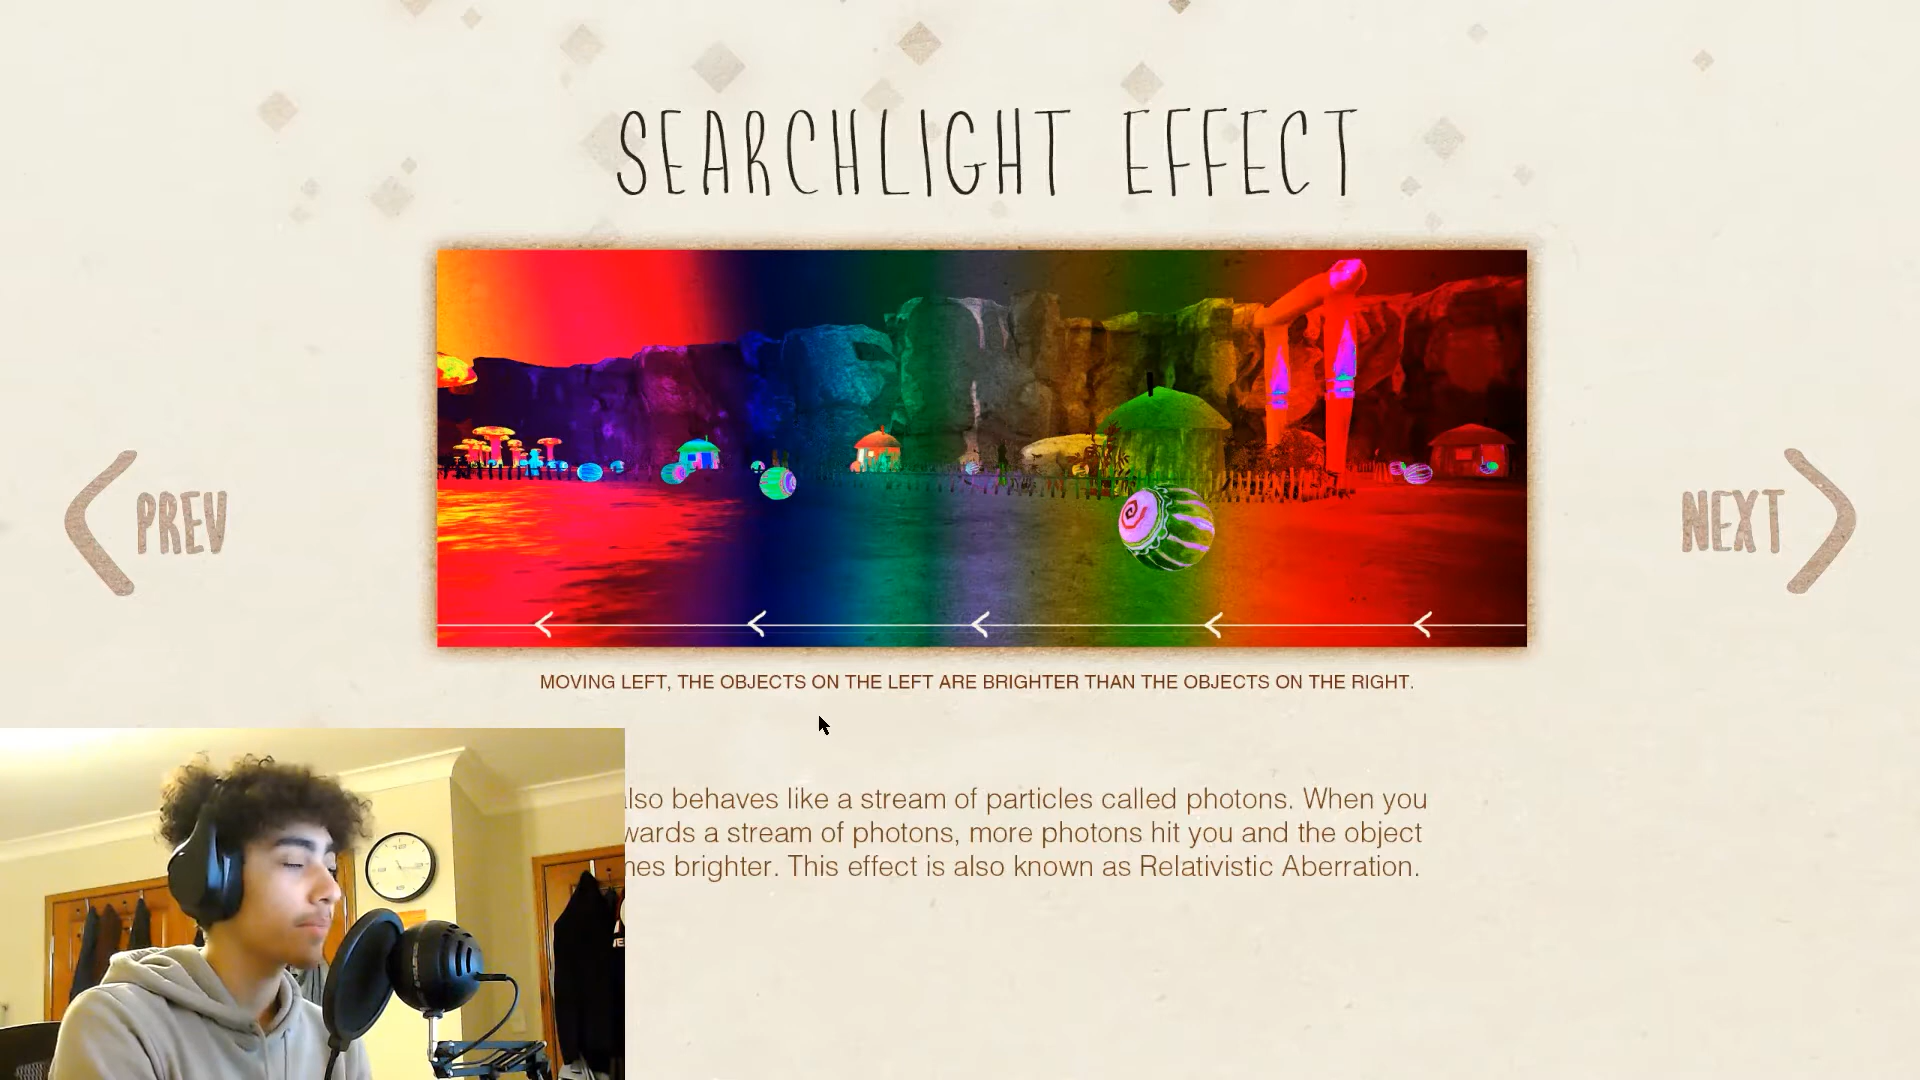 SEARCHLIGHT EFFECT
PREV
NEXT
MOVING LEFT, THE OBJECTS ON THE LEFT ARE BRIGHTER THAN THE OBJECTS ON THE RIGHT.
also behaves like a stream of particles called photons. When you
wards a stream of photons, more photons hit you and the object
mes brighter. This effect is also known as Relativistic Aberration.